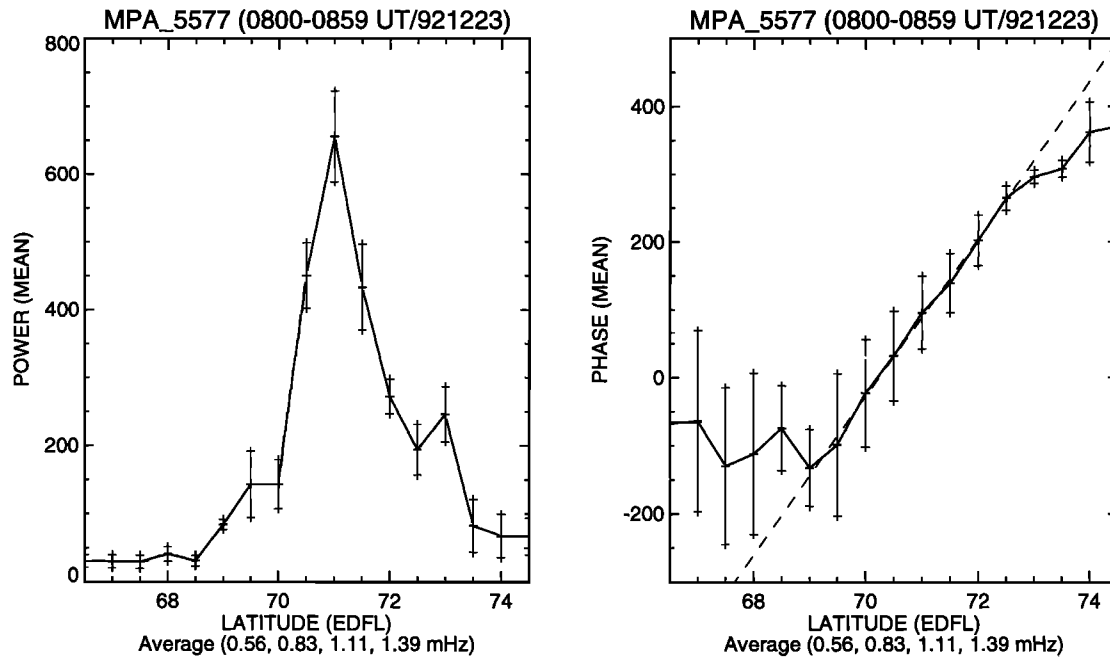 MPA_5577 (0800-0859 UT/921223)
800
600
400
200
0
POWER (MEAN)
68 70 72 74
LATITUDE (EDFL)
Average (0.56, 0.83, 1.11, 1.39 mHz)
MPA_5577 (0800-0859 UT/921223)
400
200
0
-200
PHASE (MEAN)
68 70 72 74
LATITUDE (EDFL)
Average (0.56, 0.83, 1.11, 1.39 mHz)